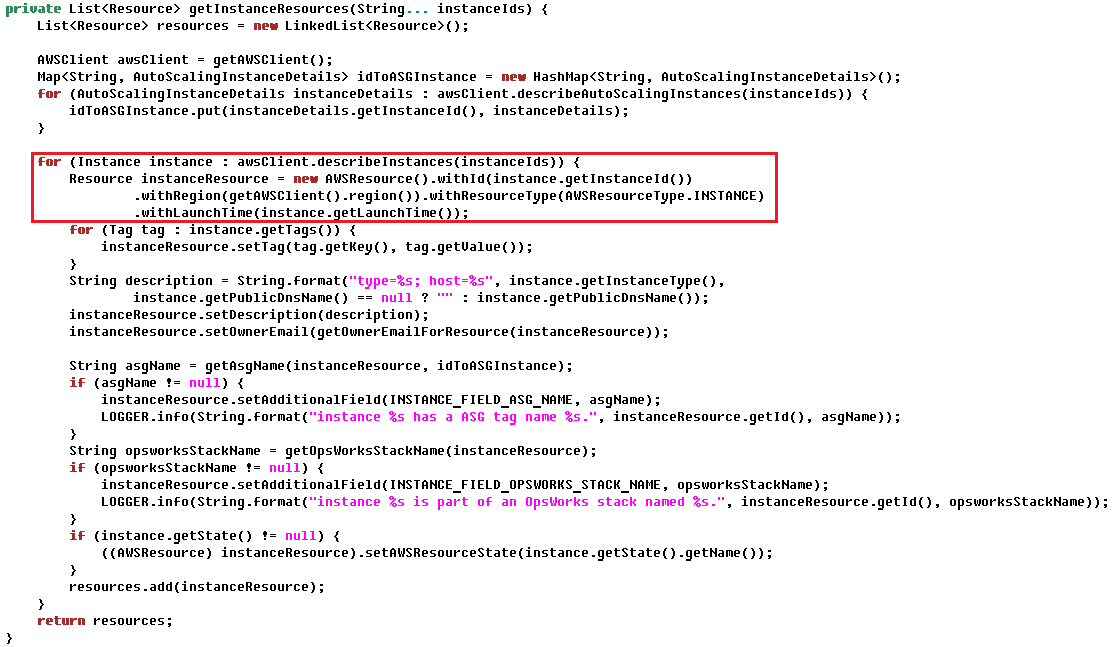 private List<Resource> getInstanceResources(String... instanceIds) {
    List<Resource> resources = new LinkedList<Resource>();

    AWSClient awsClient = getAWSClient();
    Map<String, AutoScalingInstanceDetails> idToASGInstance = new HashMap<String, AutoScalingInstanceDetails>();
    for (AutoScalingInstanceDetails instanceDetails : awsClient.describeAutoScalingInstances(instanceIds)) {
        idToASGInstance.put(instanceDetails.getInstanceId(), instanceDetails);
    }

    for (Instance instance : awsClient.describeInstances(instanceIds)) {
        Resource instanceResource = new AWSResource().withId(instance.getInstanceId())
                .withRegion(getAWSClient().region()).withResourceType(AWSResourceType.INSTANCE)
                .withLaunchTime(instance.getLaunchTime());
        for (Tag tag : instance.getTags()) {
            instanceResource.setTag(tag.getKey(), tag.getValue());
        }
        String description = String.format("type=%s; host=%s", instance.getInstanceType(),
                instance.getPublicDnsName() == null ? "" : instance.getPublicDnsName());
        instanceResource.setDescription(description);
        instanceResource.setOwnerEmail(getOwnerEmailForResource(instanceResource));

        String asgName = getAsgName(instanceResource, idToASGInstance);
        if (asgName != null) {
            instanceResource.setAdditionalField(INSTANCE_FIELD_ASG_NAME, asgName);
            LOGGER.info(String.format("instance %s has a ASG tag name %s.", instanceResource.getId(), asgName));
        }
        String opsworksStackName = getOpsWorksStackName(instanceResource);
        if (opsworksStackName != null) {
            instanceResource.setAdditionalField(INSTANCE_FIELD_OPSWORKS_STACK_NAME, opsworksStackName);
            LOGGER.info(String.format("instance %s is part of an OpsWorks stack named %s.", instanceResource.getId(), opsworksStackName));
        }
        if (instance.getState() != null) {
            ((AWSResource) instanceResource).setAWSResourceState(instance.getState().getName());
        }
        resources.add(instanceResource);
    }
    return resources;
}